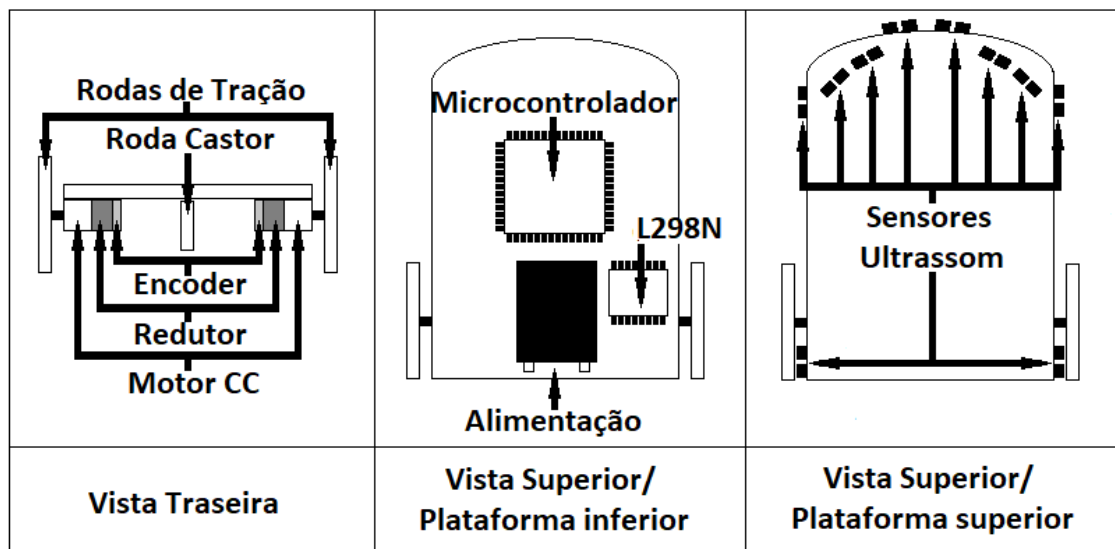 Rodas de Tração
Roda Castor
Encoder
Redutor
Motor CC
Vista Traseira
Microcontrolador
L298N
Alimentação
Vista Superior/
Plataforma inferior
Sensores
Ultrassom
Vista Superior/
Plataforma superior